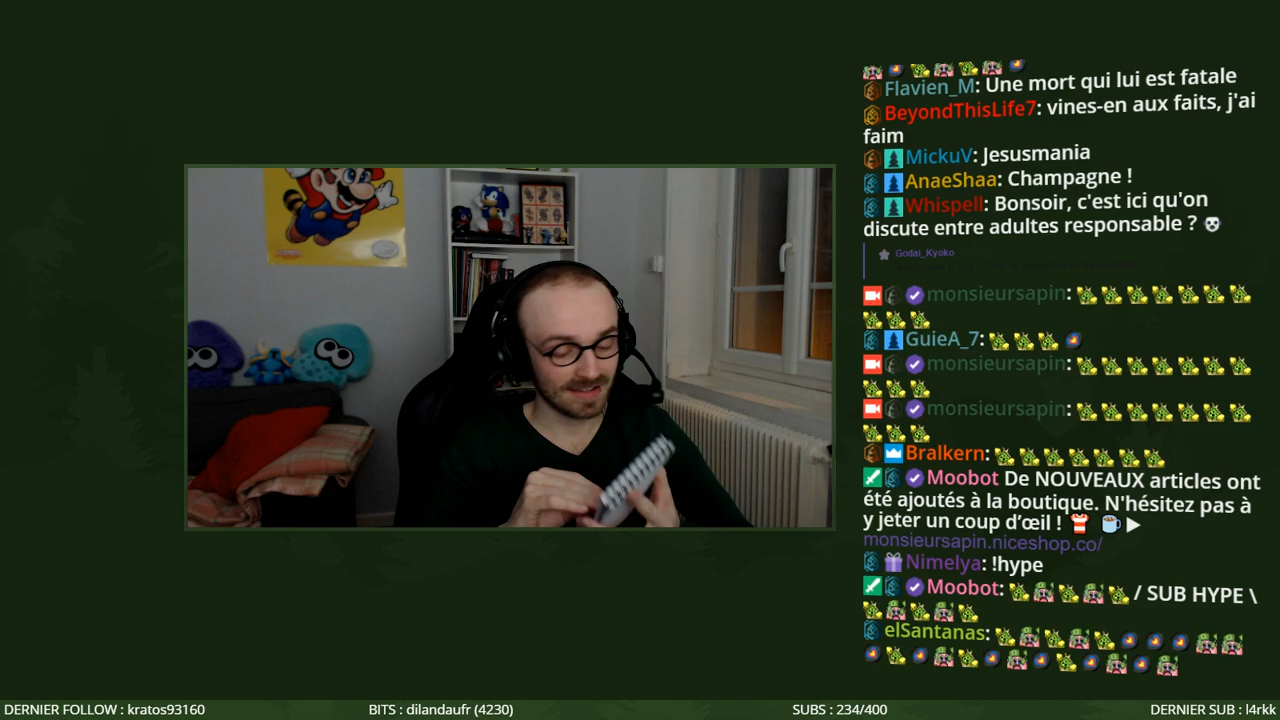 Flavien_M: Une mort qui lui est fatale
BeyondThisLife7: vines-en aux faits, j'ai
faim
MickuV: Jesusmania
AnaeShaa: Champagne !
Whispell: Bonsoir, c'est ici qu'on
discute entre adultes responsable ?
Godai_Kyoko
monsieursapin:
GuieA_7:
monsieursapin:
monsieursapin:
Bralkern:
Moobot De NOUVEAUX articles ont
été ajoutés à la boutique. N'hésitez pas à
y jeter un coup d’œil !
monsieursapin.niceshop.co/
Nimelya: !hype
Moobot: / SUB HYPE \
elSantanas:
DERNIER FOLLOW : kratos93160
BITS : dilandaufr (4230)
SUBS : 234/400
DERNIER SUB : l4rkk